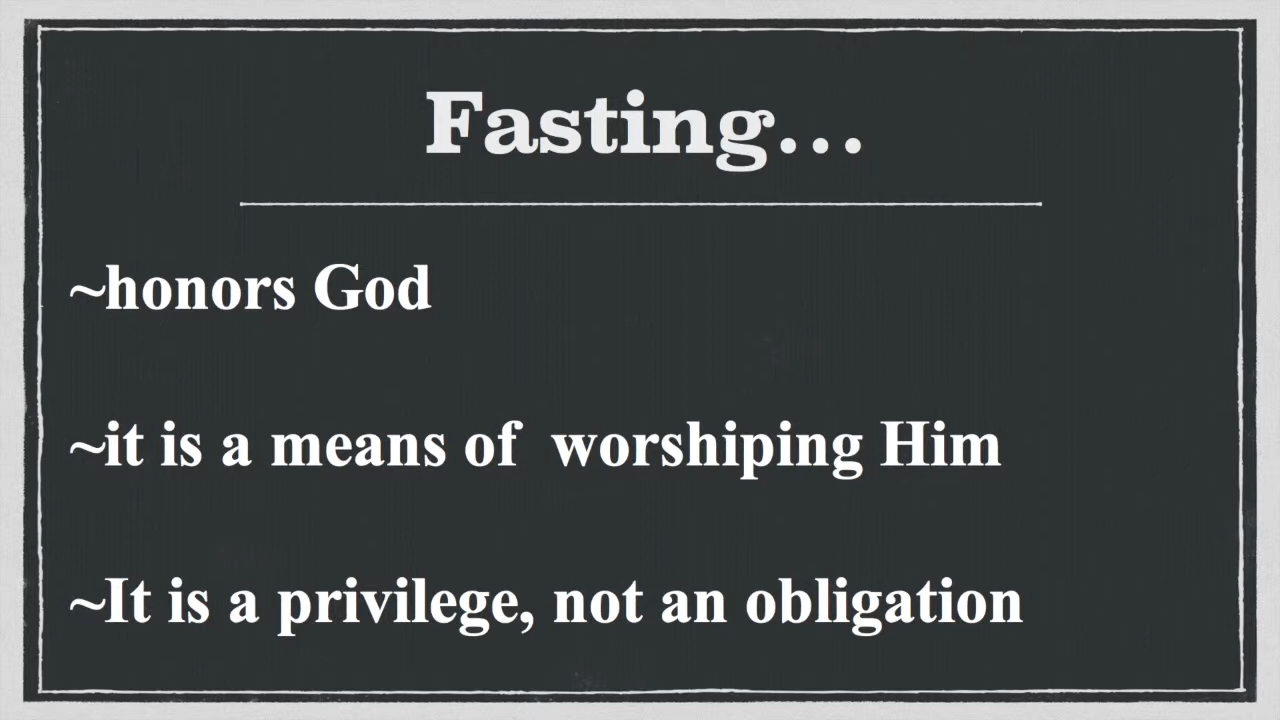 Fasting...
~honors God
~it is a means of  worshiping Him
~It is a privilege, not an obligation